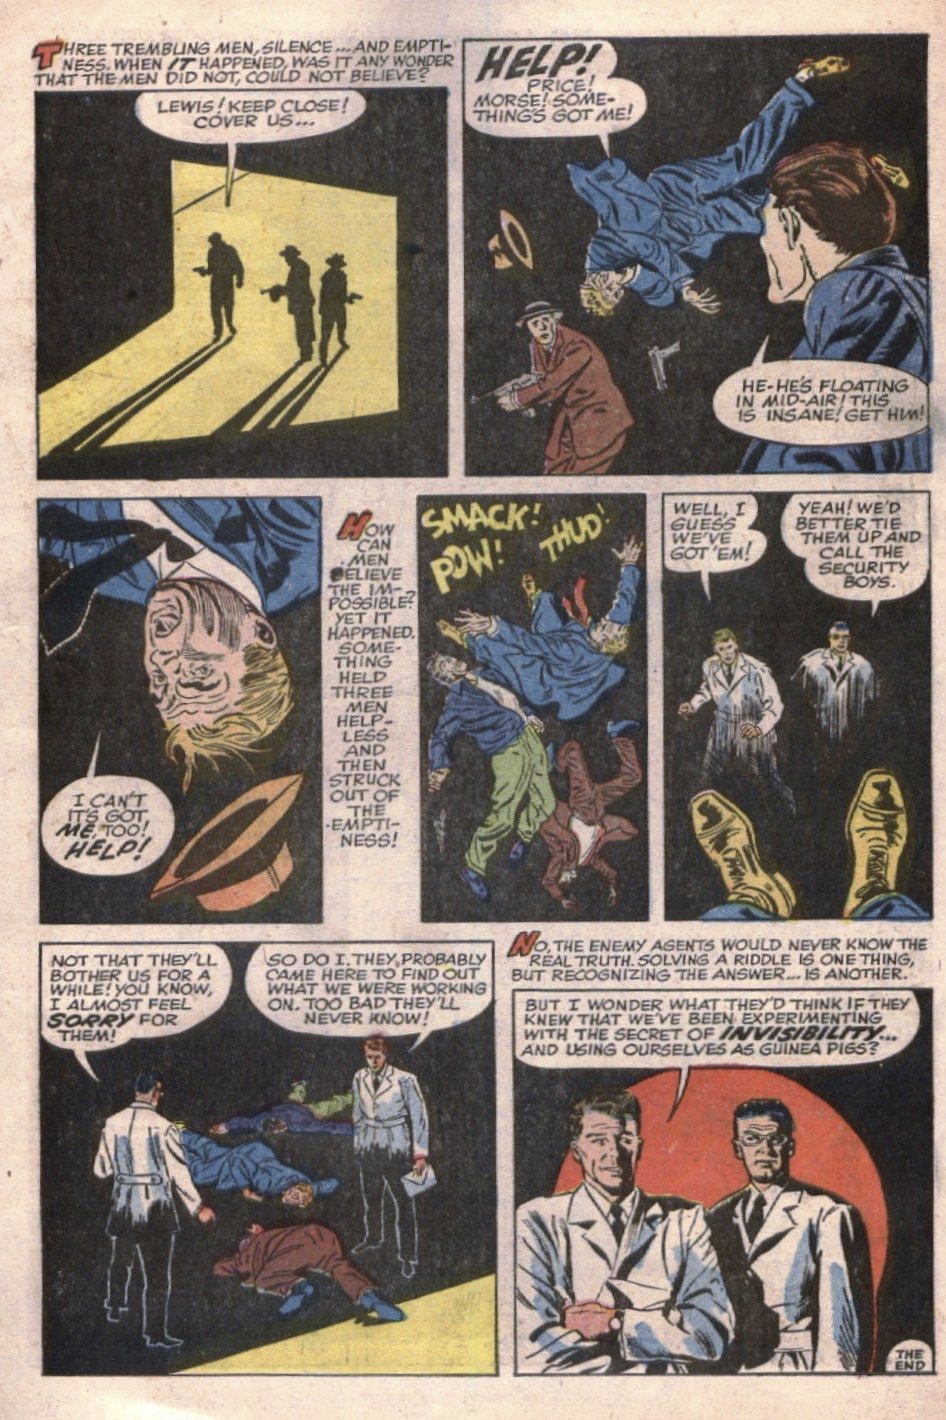 THREE TREMBLING MEN, SILENCE... AND EMPTI-
NESS. WHEN IT HAPPENED, WAS IT ANY WONDER
THAT THE MEN DID NOT, COULD NOT BELIEVE?
LEWIS! KEEP CLOSE!
COVER US...
HELP!
PRICE!
MORSE! SOME-
THING'S GOT ME!
HE-HE'S FLOATING
IN MID-AIR! THIS
IS INSANE! GET HIM!
I CAN'T
IT'S GOT
ME, TOO!
HELP!
HOW
CAN
MEN
BELIEVE
THE IM-
POSSIBLE?
YET IT
HAPPENED.
SOME-
THING
HELD
THREE
MEN
HELP-
LESS
AND
THEN
STRUCK
OUT OF
THE
EMPTI-
NESS!
SMACK!
POW!
THUD!
WELL, I
GUESS
WE'VE
GOT 'EM!
YEAH! WE'D
BETTER TIE
THEM UP AND
CALL THE
SECURITY
BOYS.
NOT THAT THEY'LL
BOTHER US FOR A
WHILE! YOU KNOW,
I ALMOST FEEL
SORRY FOR
THEM!
SO DO I. THEY PROBABLY
CAME HERE TO FIND OUT
WHAT WE WERE WORKING
ON. TOO BAD THEY'LL
NEVER KNOW!
NO, THE ENEMY AGENTS WOULD NEVER KNOW THE
REAL TRUTH. SOLVING A RIDDLE IS ONE THING,
BUT RECOGNIZING THE ANSWER... IS ANOTHER.
BUT I WONDER WHAT THEY'D THINK IF THEY
KNEW THAT WE'VE BEEN EXPERIMENTING
WITH THE SECRET OF INVISIBILITY...
AND USING OURSELVES AS GUINEA PIGS?
THE
END